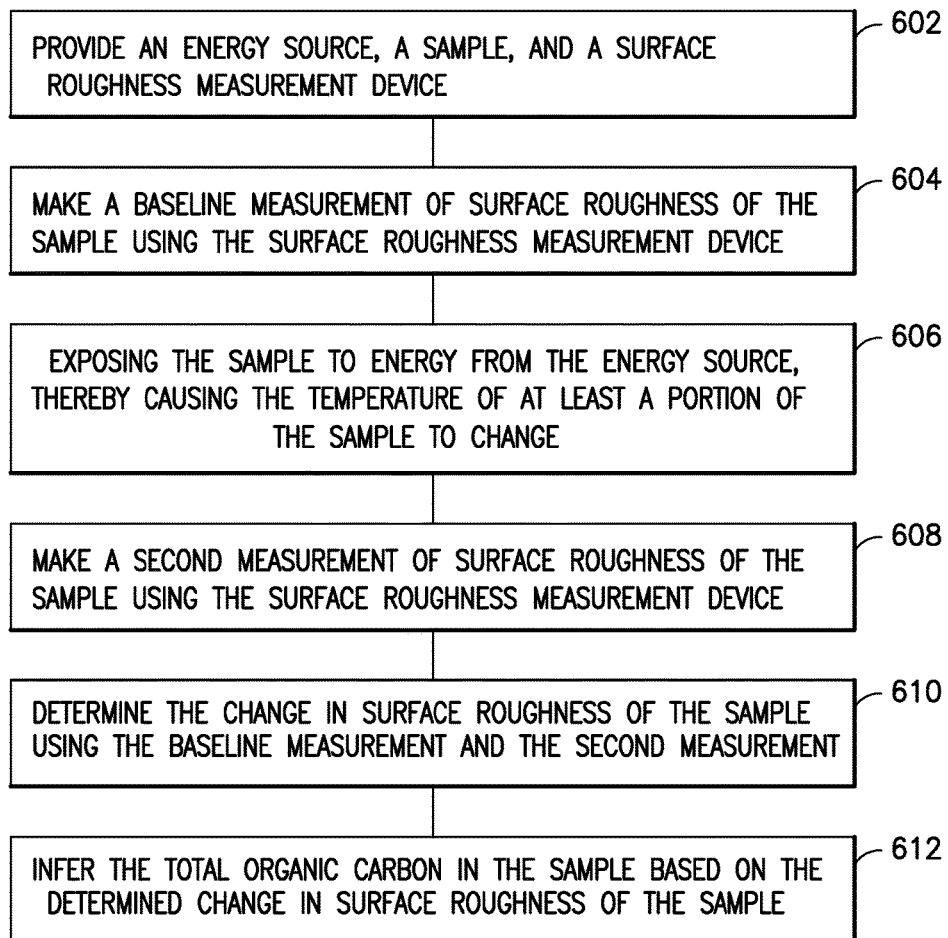 602
PROVIDE AN ENERGY SOURCE, A SAMPLE, AND A SURFACE
ROUGHNESS MEASUREMENT DEVICE
604
MAKE A BASELINE MEASUREMENT OF SURFACE ROUGHNESS OF THE
SAMPLE USING THE SURFACE ROUGHNESS MEASUREMENT DEVICE
606
EXPOSING THE SAMPLE TO ENERGY FROM THE ENERGY SOURCE,
THEREBY CAUSING THE TEMPERATURE OF AT LEAST A PORTION OF
THE SAMPLE TO CHANGE
608
MAKE A SECOND MEASUREMENT OF SURFACE ROUGHNESS OF THE
SAMPLE USING THE SURFACE ROUGHNESS MEASUREMENT DEVICE
610
DETERMINE THE CHANGE IN SURFACE ROUGHNESS OF THE SAMPLE
USING THE BASELINE MEASUREMENT AND THE SECOND MEASUREMENT
612
INFER THE TOTAL ORGANIC CARBON IN THE SAMPLE BASED ON THE
DETERMINED CHANGE IN SURFACE ROUGHNESS OF THE SAMPLE